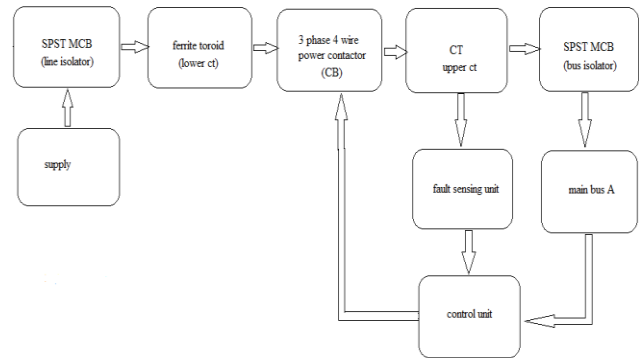 SPST MCB
(line isolator)
ferrite toroid
(lower ct)
3 phase 4 wire
power contactor
(CB)
CT
upper ct
SPST MCB
(bus isolator)
supply
fault sensing unit
main bus A
control unit